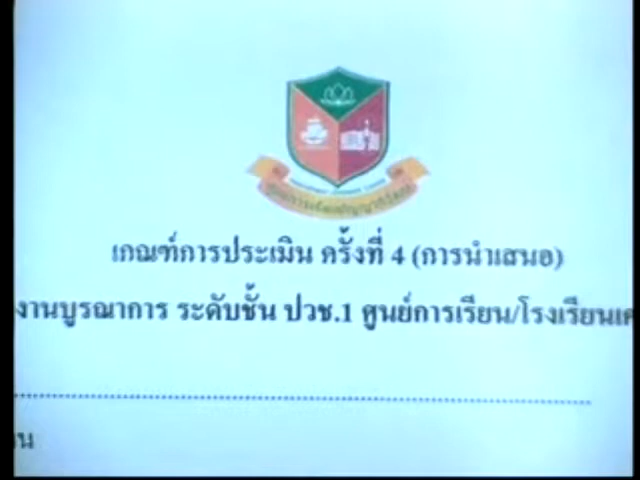 เกณฑ์การประเมิน ครั้งที่ 4 (การนำเสนอ)
งานบูรณาการ ระดับชั้น ปวช.1 ศูนย์การเรียน/โรงเรียน